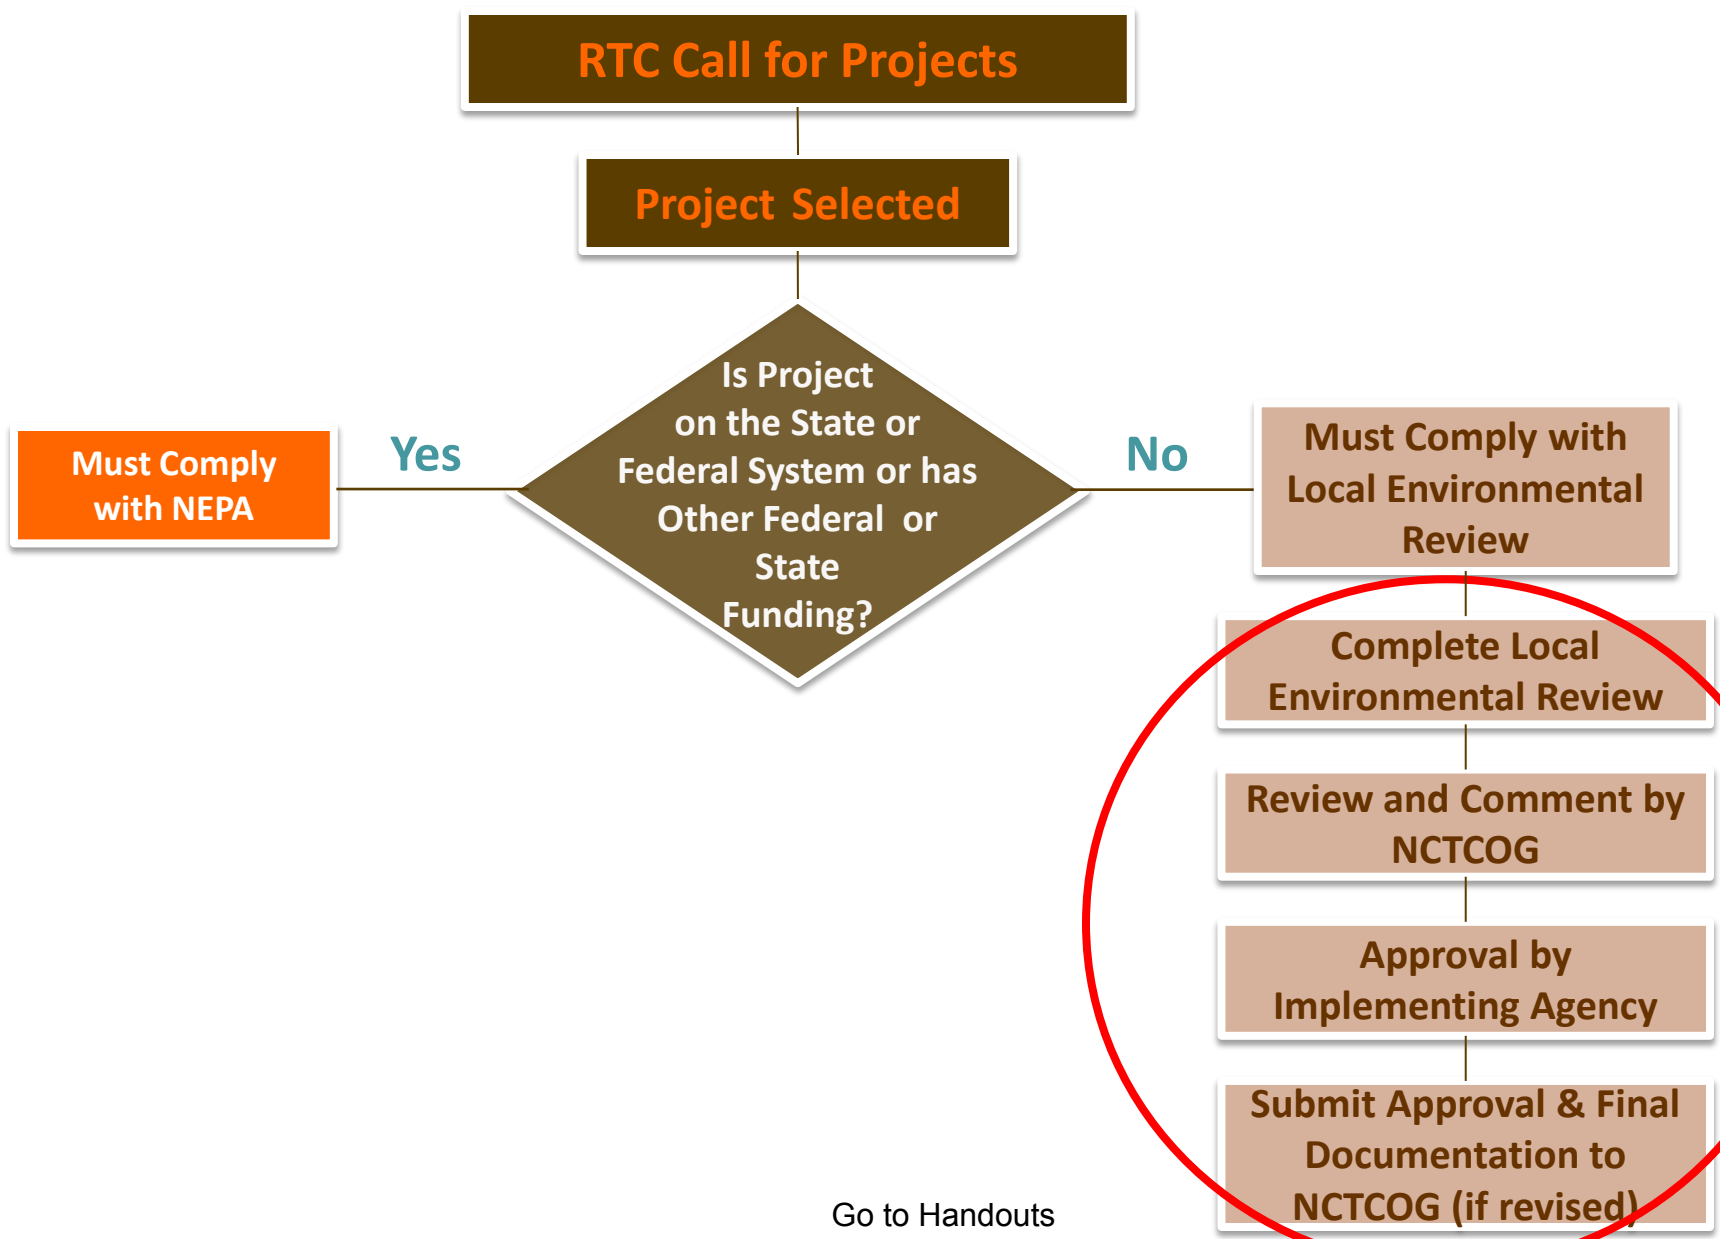 RTC Call for Projects
Project Selected
Is Project
on the State or
Federal System or has
Other Federal or
State
Funding?
Yes
Must Comply
with NEPA
No
Must Comply with
Local Environmental
Review
Complete Local
Environmental Review
Review and Comment by
NCTCOG
Approval by
Implementing Agency
Submit Approval & Final
Documentation to
NCTCOG (if revised)
Go to Handouts